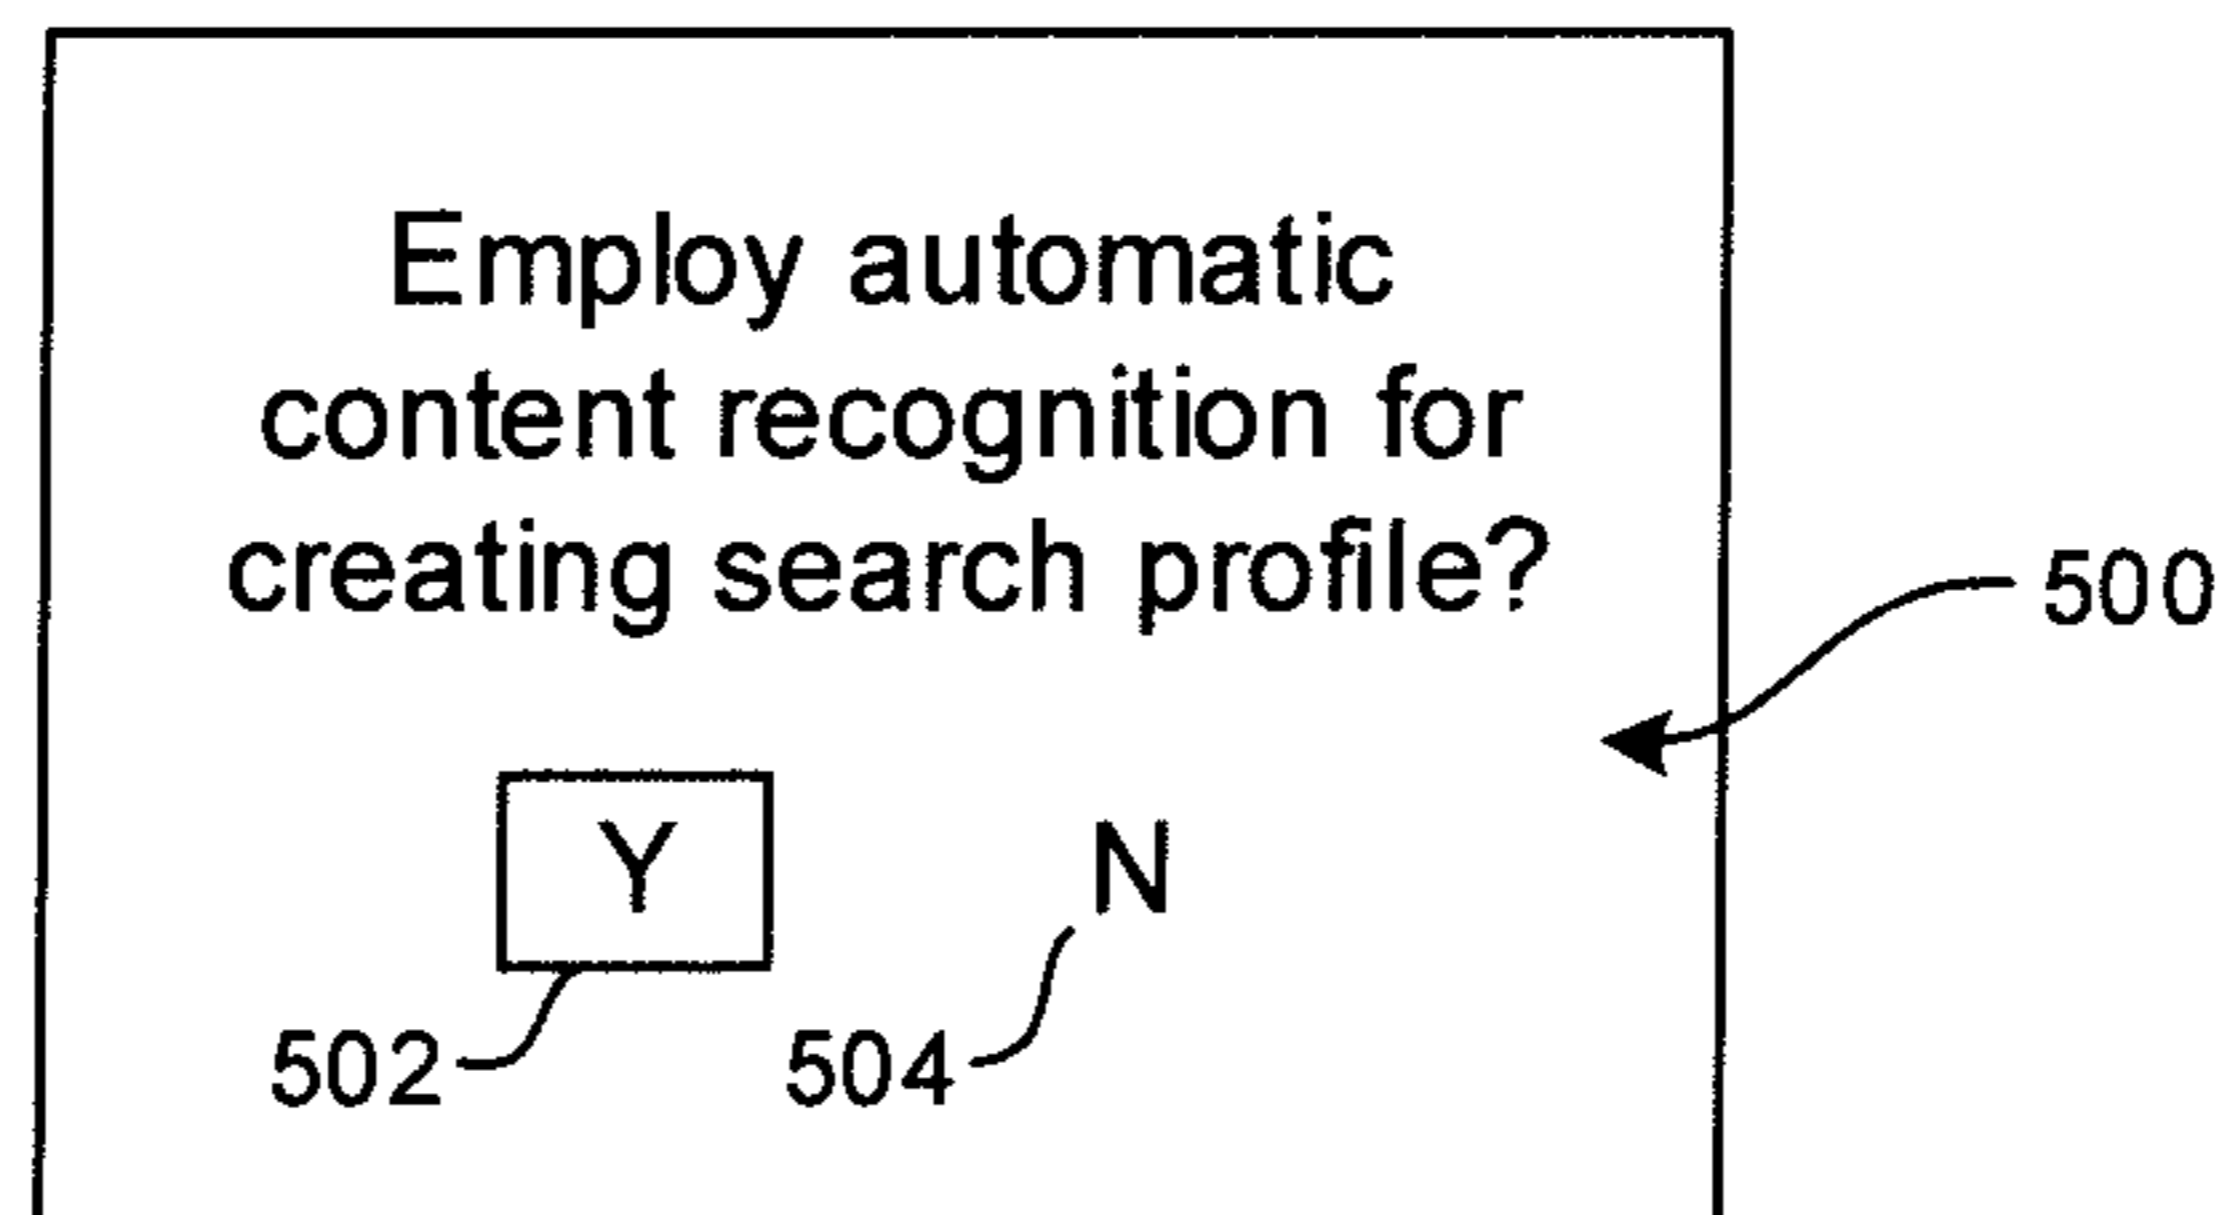 Employ automatic
content recognition for
creating search profile?
500
Y N
502 504